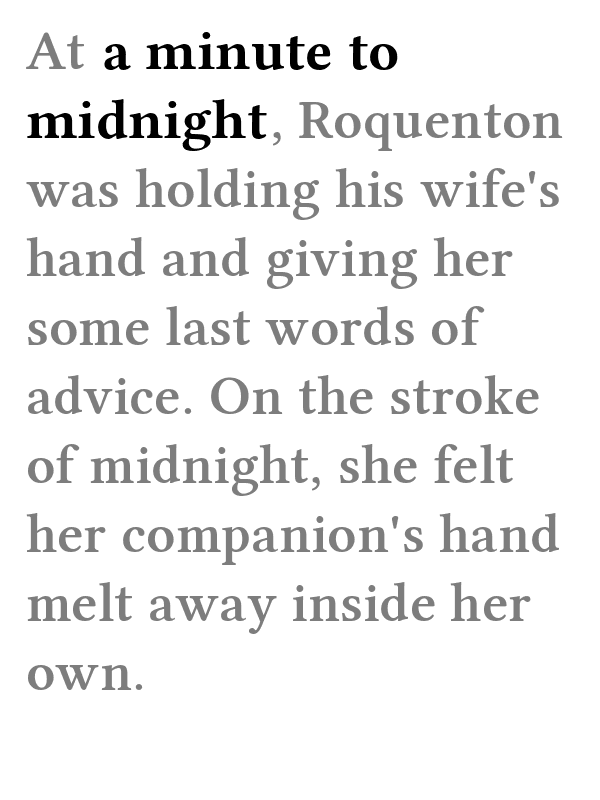 At a minute to
midnight, Roquenton
was holding his wife's
hand and giving her
some last words of
advice. On the stroke
of midnight, she felt
her companion's hand
melt away inside her
own.